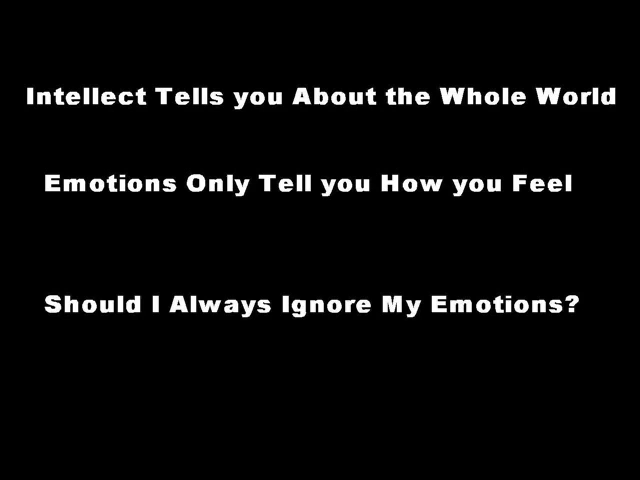 Intellect Tells you About the Whole World
Emotions Only Tell you How you Feel
Should I Always Ignore My Emotions?